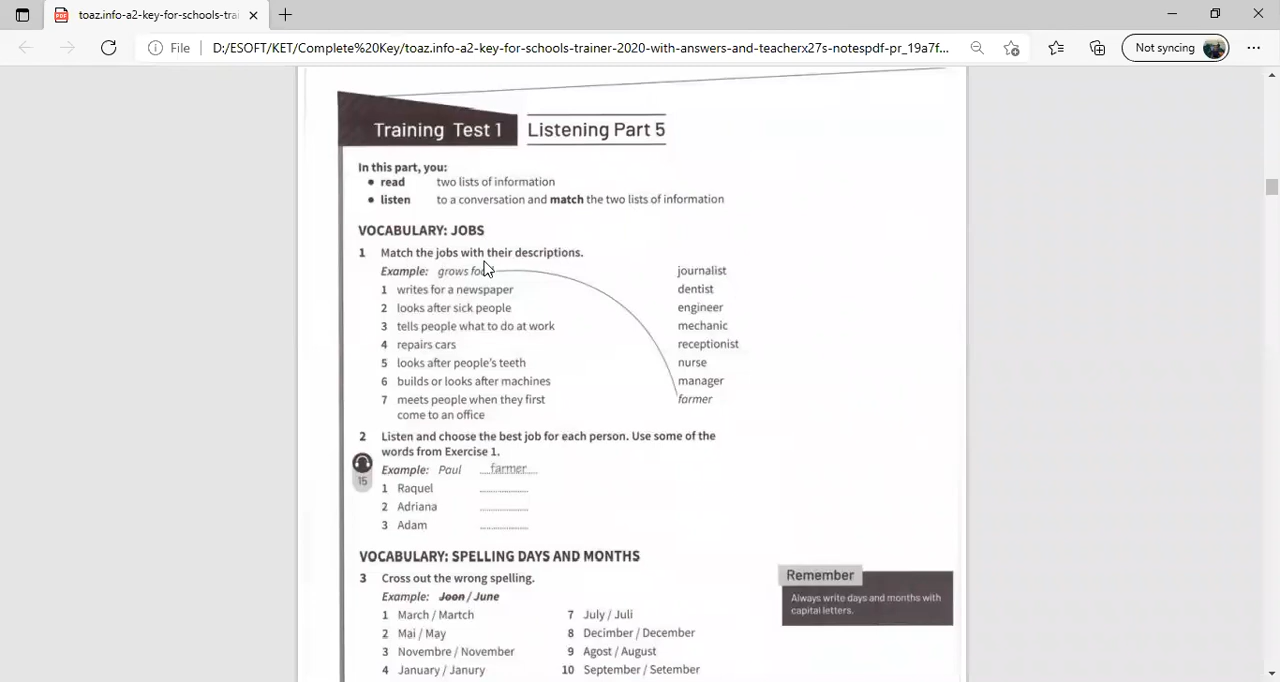 toaz.info-a2-key-for-schools-trai
File D:/ESOFT/KET/Complete%20Key/toaz.info-a2-key-for-schools-trainer-2020-with-answers-and-teacherx27s-notespdf-pr_19a7f...
Not syncing
Training Test 1 Listening Part 5
In this part, you:
• read two lists of information
• listen to a conversation and match the two lists of information
VOCABULARY: JOBS
1 Match the jobs with their descriptions.
Example: grows journalist
1 writes for a newspaper dentist
2 looks after sick people engineer
3 tells people what to do at work mechanic
4 repairs cars receptionist
5 looks after people's teeth nurse
6 builds or looks after machines manager
7 meets people when they first farmer
come to an office
2 Listen and choose the best job for each person. Use some of the
words from Exercise 1.
Example: Paul farmer
15
1 Raquel
2 Adriana
3 Adam
VOCABULARY: SPELLING DAYS AND MONTHS
3 Cross out the wrong spelling.
Example: Joon / June
1 March / Martch 7 July / Juli
2 Mai / May 8 Decimber / December
3 Novembre / November 9 Agost / August
4 January / Janury 10 September / Setember
Remember
Always write days and months with
capital letters.